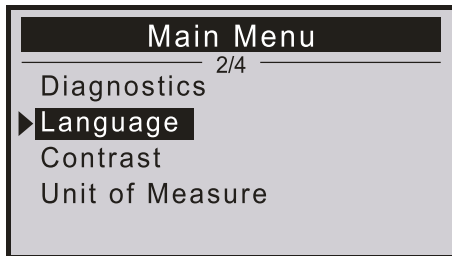 Main Menu
2/4
Diagnostics
Language
Contrast
Unit of Measure